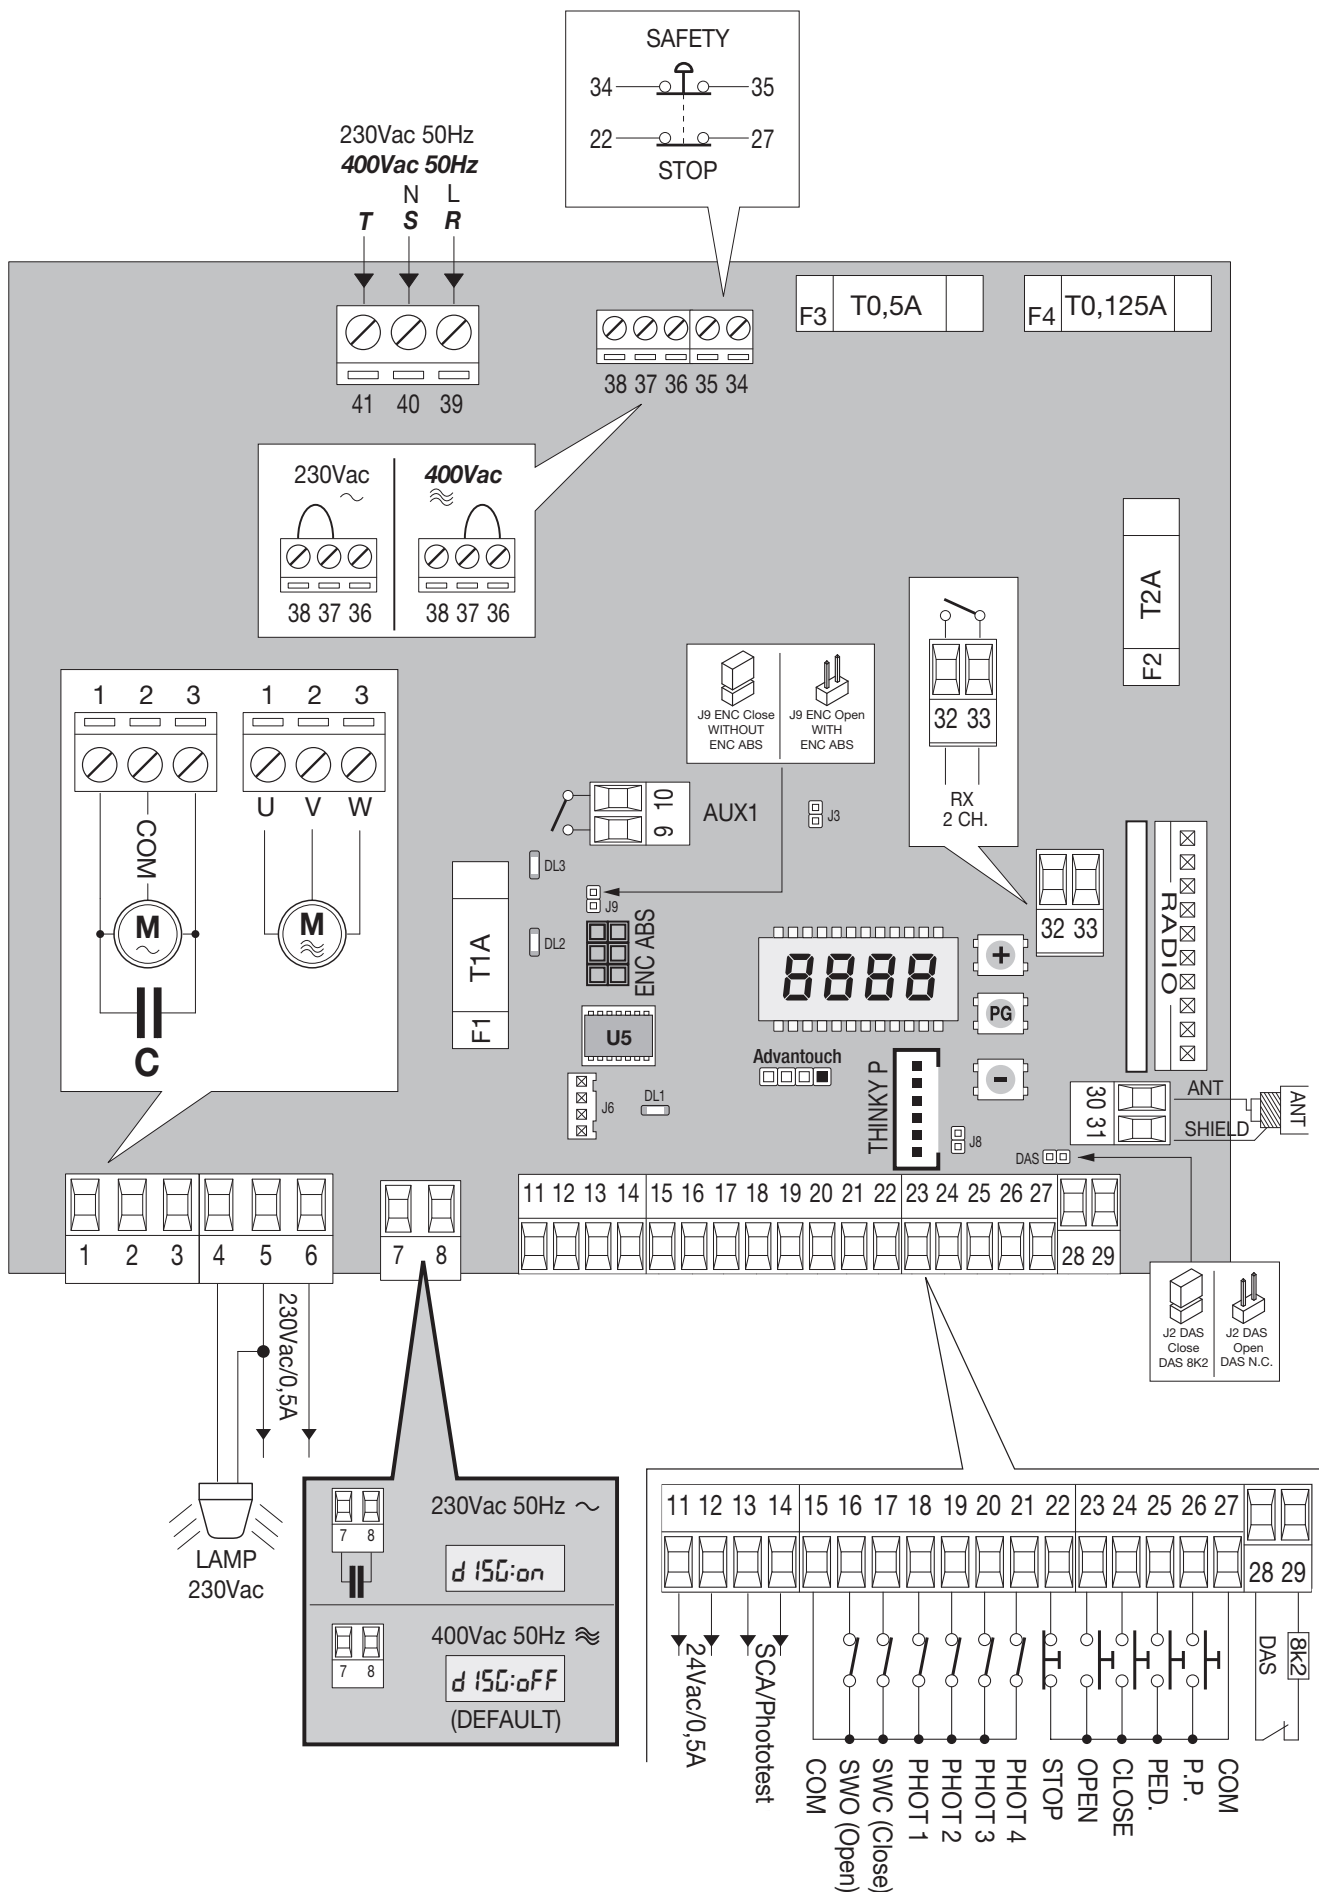 SAFETY
34 35
22 27
STOP
230Vac 50Hz
400Vac 50Hz
N L
T S R
41 40 39
38 37 36 35 34
F3 T0,5A
F4 T0,125A
230Vac 400Vac
38 37 36 38 37 36
F2 T2A
1 2 3 1 2 3
COM
U V W
M M
C
J9 ENC Close
WITHOUT
ENC ABS
J9 ENC Open
WITH
ENC ABS
32 33
RX
2 CH.
9 10
AUX1
J3
DL3
J9
DL2
ENC ABS
F1 T1A
U5
J6
DL1
8888
+
PG
-
Advantouch
THINKY P
J8
32 33
RADIO
30 31
ANT
SHIELD
ANT
DAS
11 12 13 14 15 16 17 18 19 20 21 22 23 24 25 26 27
28 29
1 2 3 4 5 6
7 8
230Vac/0,5A
LAMP
230Vac
J2 DAS
Close
DAS 8K2
J2 DAS
Open
DAS N.C.
230Vac 50Hz
7 8
dISG:on
400Vac 50Hz
7 8
dISG:oFF
(DEFAULT)
11 12 13 14 15 16 17 18 19 20 21 22 23 24 25 26 27
28 29
24Vac/0,5A
SCA/Phototest
COM
SWO (Open)
SWC (Close)
PHOT 1
PHOT 2
PHOT 3
PHOT 4
STOP
OPEN
CLOSE
PED.
P.P.
COM
DAS
8k2